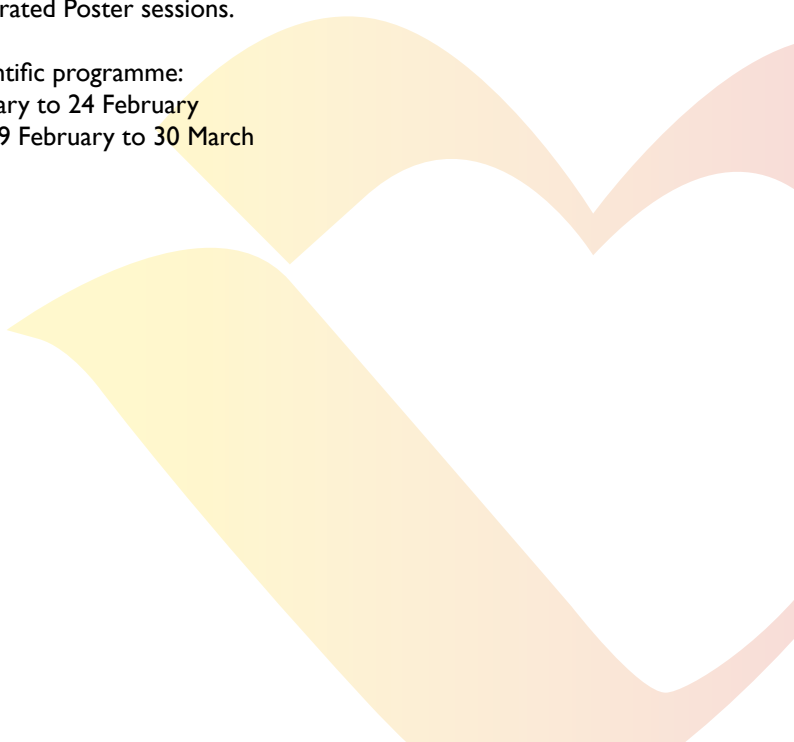 rated Poster sessions.
ntific programme:
ary to 24 February
9 February to 30 March